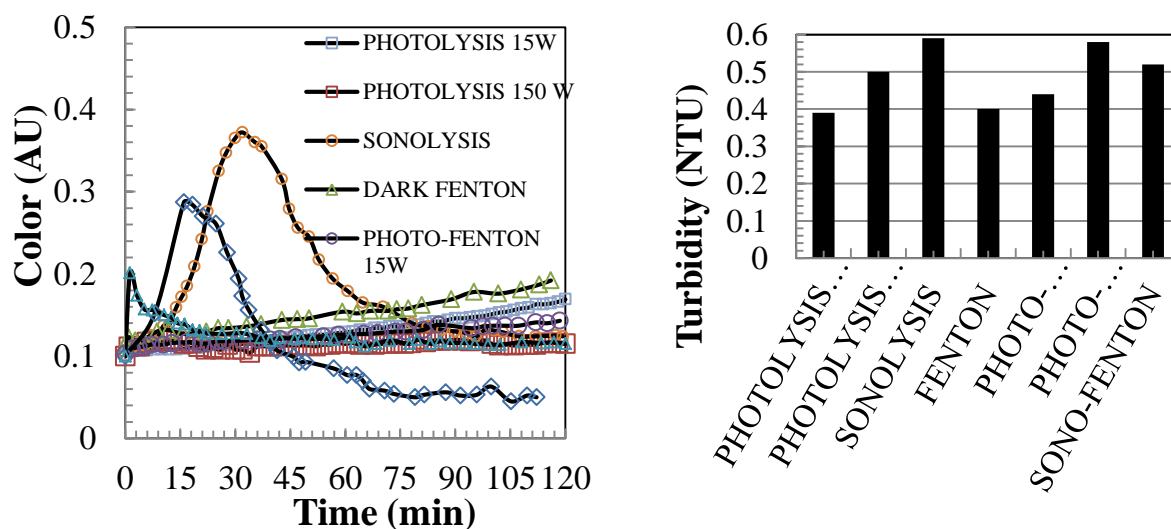 Color (AU)
0.5
0.4
0.3
0.2
0.1
0
0 15 30 45 60 75 90 105 120
Time (min)
PHOTOLYSIS 15W
PHOTOLYSIS 150 W
SONOLYSIS
DARK FENTON
PHOTO-FENTON
15W
Turbidity (NTU)
0.6
0.5
0.4
0.3
0.2
0.1
0
PHOTOLYSIS…
PHOTOLYSIS…
SONOLYSIS
FENTON
PHOTO-…
PHOTO-…
SONO-FENTON